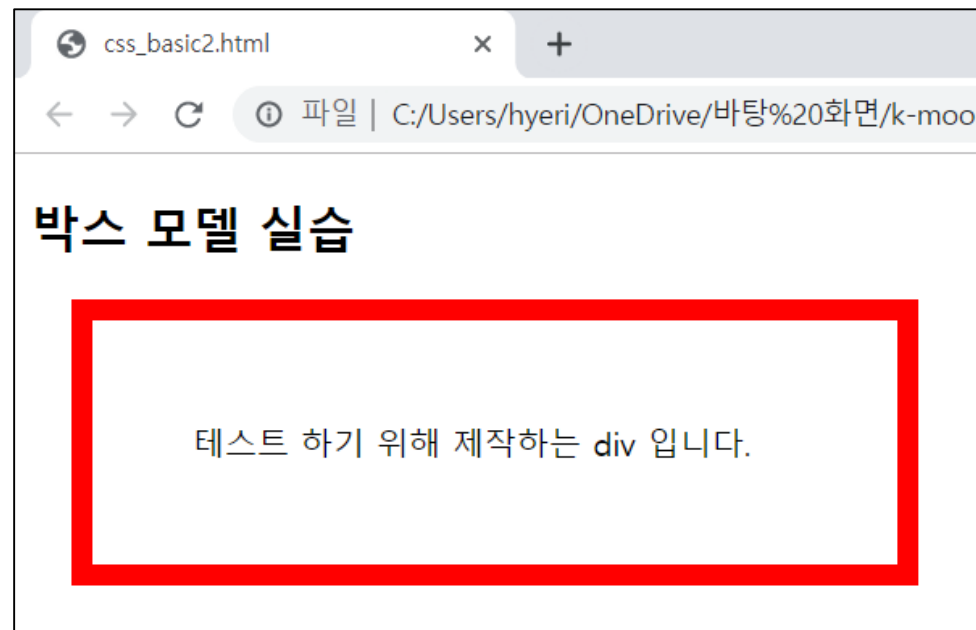 css_basic2.html
파일 | C:/Users/hyeri/OneDrive/바탕%20화면/k-moo
박스 모델 실습
테스트 하기 위해 제작하는 div 입니다.